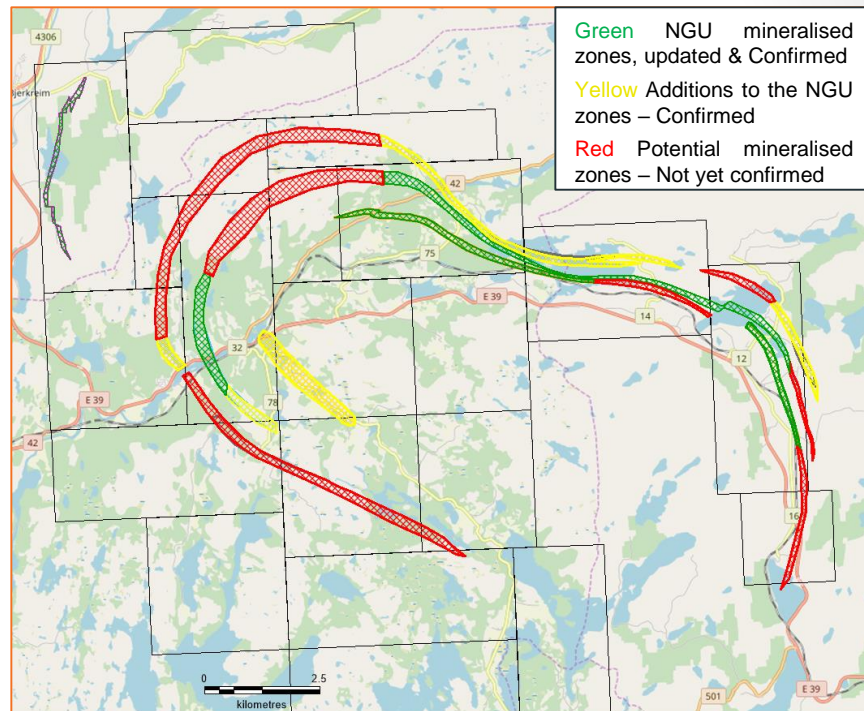 Green NGU mineralised
zones, updated & Confirmed
Yellow Additions to the NGU
zones – Confirmed
Red Potential mineralised
zones – Not yet confirmed
4306
Bjerkreim
42
75
E 39
14
32
12
E 39
78
42
16
0 2.5
kilometres
501
E 39